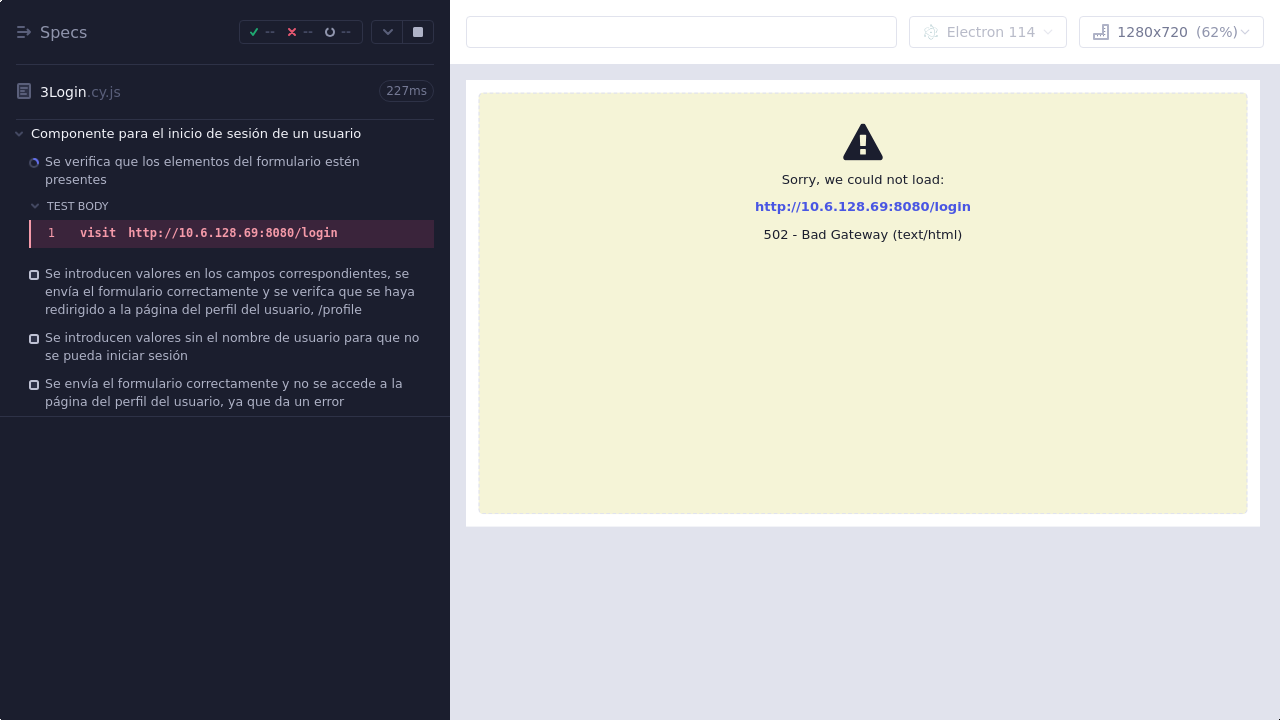 Specs
--
--
--
Electron 114
1280x720 (62%)
3Login.cy.js
227ms
Componente para el inicio de sesión de un usuario
Se verifica que los elementos del formulario estén
presentes
TEST BODY
1 visit http://10.6.128.69:8080/login
Se introducen valores en los campos correspondientes, se
envía el formulario correctamente y se verifca que se haya
redirigido a la página del perfil del usuario, /profile
Se introducen valores sin el nombre de usuario para que no
se pueda iniciar sesión
Se envía el formulario correctamente y no se accede a la
página del perfil del usuario, ya que da un error
Sorry, we could not load:
http://10.6.128.69:8080/login
502 - Bad Gateway (text/html)